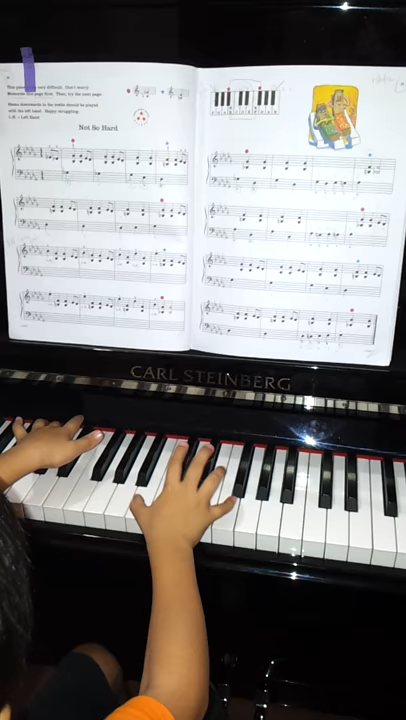 This piece is very difficult. Don't worry.
Memorize this page first. Then, try the next page.
Stems downwards in the treble should be played
with the left hand. Happy struggling.
L.H. = Left Hand
Not So Hard
CARL STEINBERG